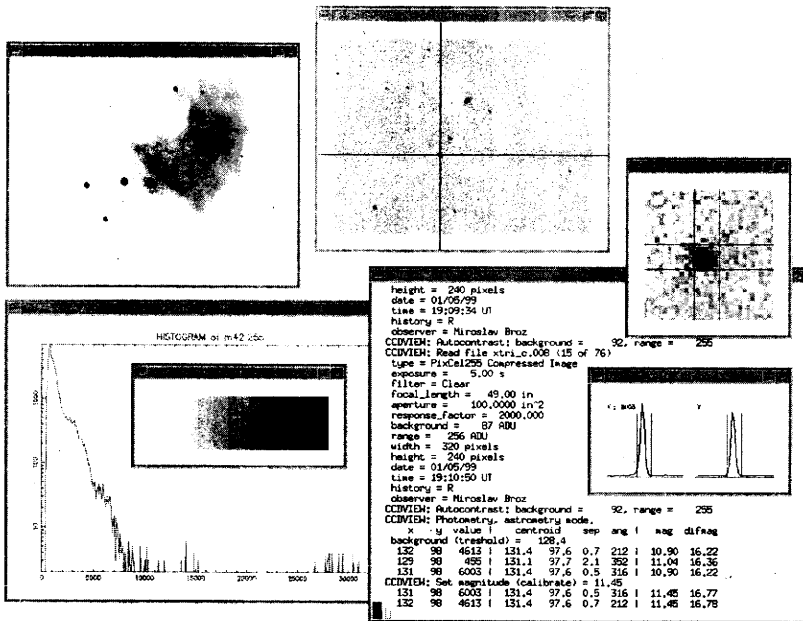 HISTOGRAM of m42.25c
0
5000
10000
15000
20000
25000
30000
height = 240 pixels
date = 01/05/99
time = 19:09:34 UT
history = R
observer = Miroslav Broz
CCDVIEW: Autocontrast: background = 92, range = 255
CCDVIEW: Read file xtri_c.008 (15 of 76)
type = PixCel255 Compressed Image
exposure = 5.00 s
filter = Clear
focal_length = 49.00 in
aperture = 100.0000 in^2
response_factor = 2000.000
background = 87 ADU
range = 256 ADU
width = 320 pixels
height = 240 pixels
date = 01/05/99
time = 19:10:50 UT
history = R
observer = Miroslav Broz
CCDVIEW: Autocontrast: background = 92, range = 255
CCDVIEW: Photometry, astrometry mode.
x y value | centroid sep ang | mag difmag
background (treshold) = 128.4
132 98 4613 | 131.4 97.6 0.7 212 | 10.90 16.22
129 98 455 | 131.1 97.7 2.1 352 | 11.04 16.36
131 98 6003 | 131.4 97.6 0.5 316 | 10.90 16.22
CCDVIEW: Set magnitude (calibrate) = 11.45
131 98 6003 | 131.4 97.6 0.5 316 | 11.45 16.77
132 98 4613 | 131.4 97.6 0.7 212 | 11.45 16.78
Y